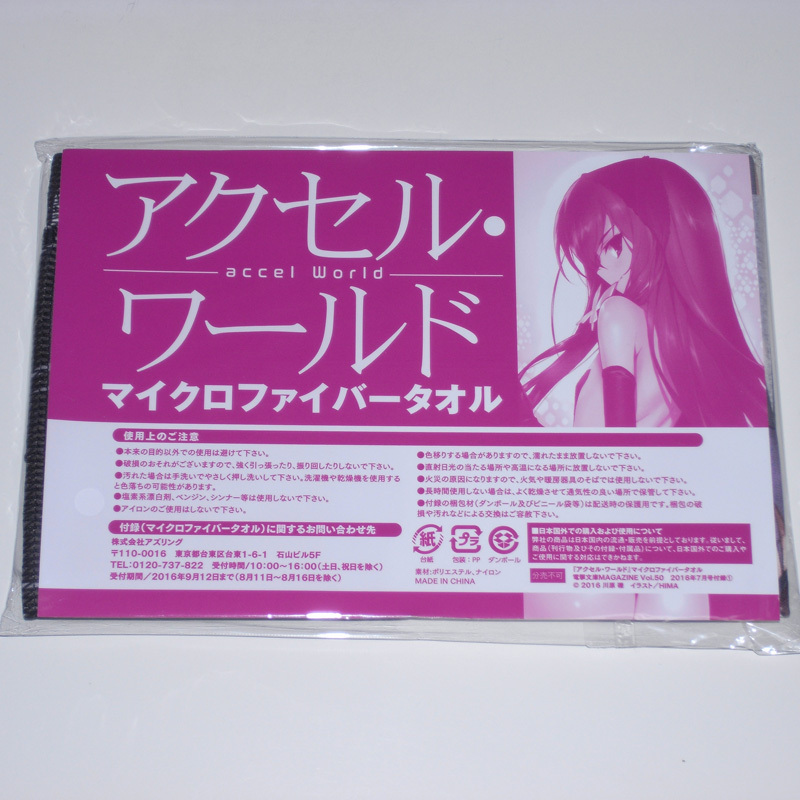 アクセル・
accel World
ワールド
マイクロファイバータオル
使用上のご注意
●本来の目的以外での使用は避けて下さい。
●破損のおそれがございますので、強く引っ張ったり、振り回したりしないで下さい。
●汚れた場合は手洗いでやさしく押し洗いして下さい。洗濯機や乾燥機を使用すると色落ちの可能性があります。
●塩素系漂白剤、ベンジン、シンナー等は使用しないで下さい。
●アイロンのご使用はしないで下さい。
●色移りする場合がありますので、濡れたまま放置しないで下さい。
●直射日光の当たる場所や高温になる場所に放置しないで下さい。
●火災の原因になりますので、火気や暖房器具のそばでは使用しないで下さい。
●長時間使用しない場合は、よく乾燥させて通気性の良い場所で保管して下さい。
●付録の梱包材(ダンボール及びビニール袋等)は配送時の保護用です。梱包の破
損や汚れなどによる交換はご容赦下さい。
付録(マイクロファイバータオル)に関するお問い合わせ先
株式会社アズリング
〒110-0016 東京都台東区台東1-6-1 石山ビル5F
TEL:0120-737-822 受付時間/10:00〜16:00(土日、祝日を除く)
受付期間/2016年9月12日まで(8月11日〜8月16日を除く)
紙 プラ
台紙 包装:PP ダンボール
素材:ポリエステル、ナイロン
MADE IN CHINA
■日本国外での購入および使用について
弊社の商品は日本国内の流通・販売を前提としております。従いまして、
商品(刊行物及びその付録・付属品)について、日本国外でのご購入や
ご使用に関する対応はできかねます。
分売不可
『アクセル・ワールド』マイクロファイバータオル
電撃文庫MAGAZINE Vol.50 2016年7月号付録①
© 2016 川原 礫 イラスト/HIMA